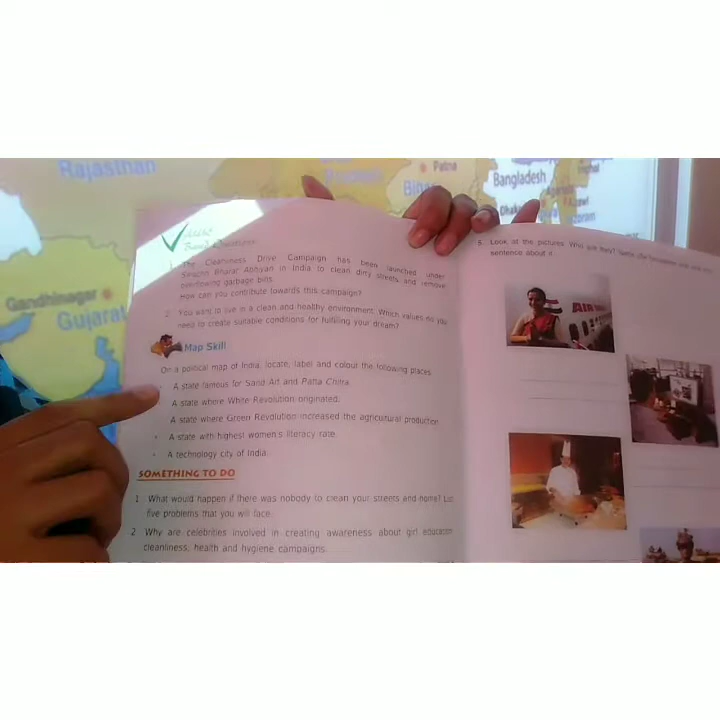 Rajasthan
Patna
Bangladesh
Dhaka
Gandhinagar
Gujarat
Based Questions
1. The Cleanliness Drive Campaign has been launched under
Swachh Bharat Abhiyan in India to clean dirty streets and remove
overflowing garbage bins.
How can you contribute towards this campaign?
2. You want to live in a clean and healthy environment. Which values do you
need to create suitable conditions for fulfilling your dream?
Map Skill
On a political map of India, locate, label and colour the following places
A state famous for Sand Art and Patta Chitra.
A state where White Revolution originated.
A state where Green Revolution increased the agricultural production
• A state with highest women's literacy rate.
• A technology city of India.
SOMETHING TO DO
1 What would happen if there was nobody to clean your streets and home? List
five problems that you will face.
2 Why are celebrities involved in creating awareness about girl education
cleanliness, health and hygiene campaigns
5. Look at the pictures. Who are they?
sentence about it.
AIR